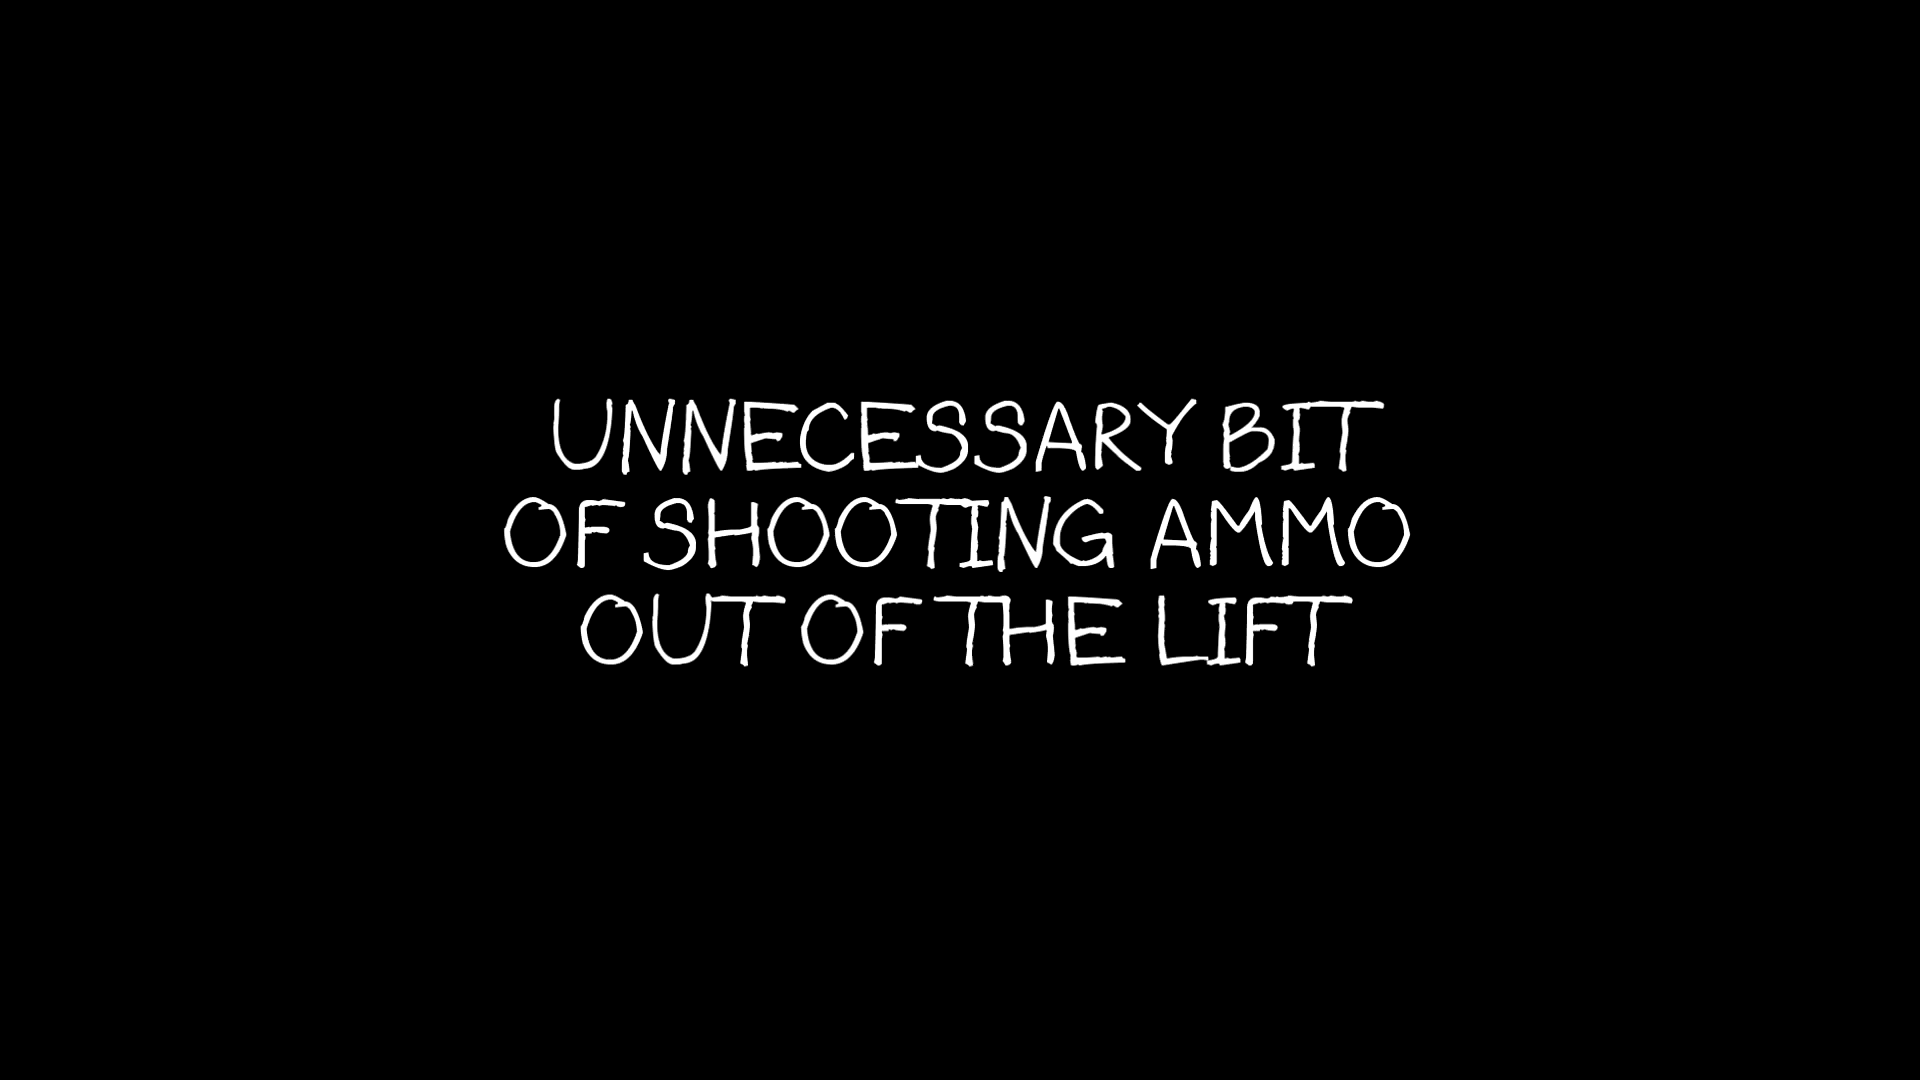 UNNECESSARY BIT
OF SHOOTING AMMO
OUT OF THE LIFT